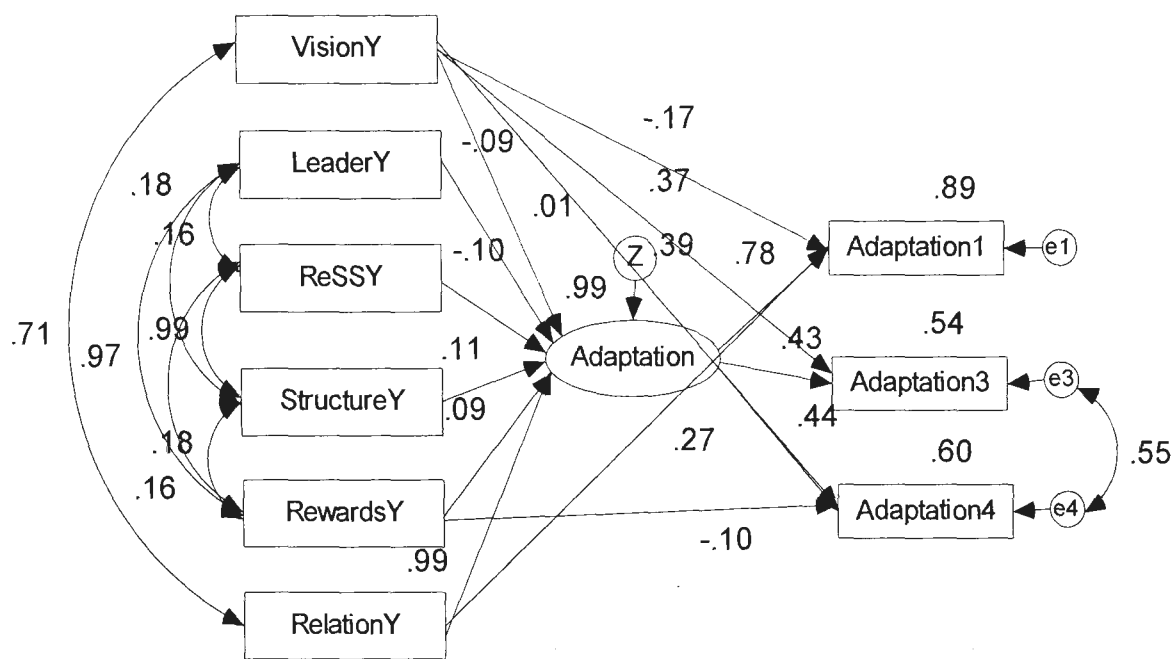 VisionY
-.17
-.09
LeaderY
.18
.37
.89
.01
.16
.39
.78
Adaptation1
e1
ReSSY
-.10
Z
.99
.54
.71
.97
.99
.11
Adaptation
.43
Adaptation3
e3
StructureY
.09
.44
.18
.27
.60
.55
.16
RewardsY
Adaptation4
e4
-.10
.99
RelationY